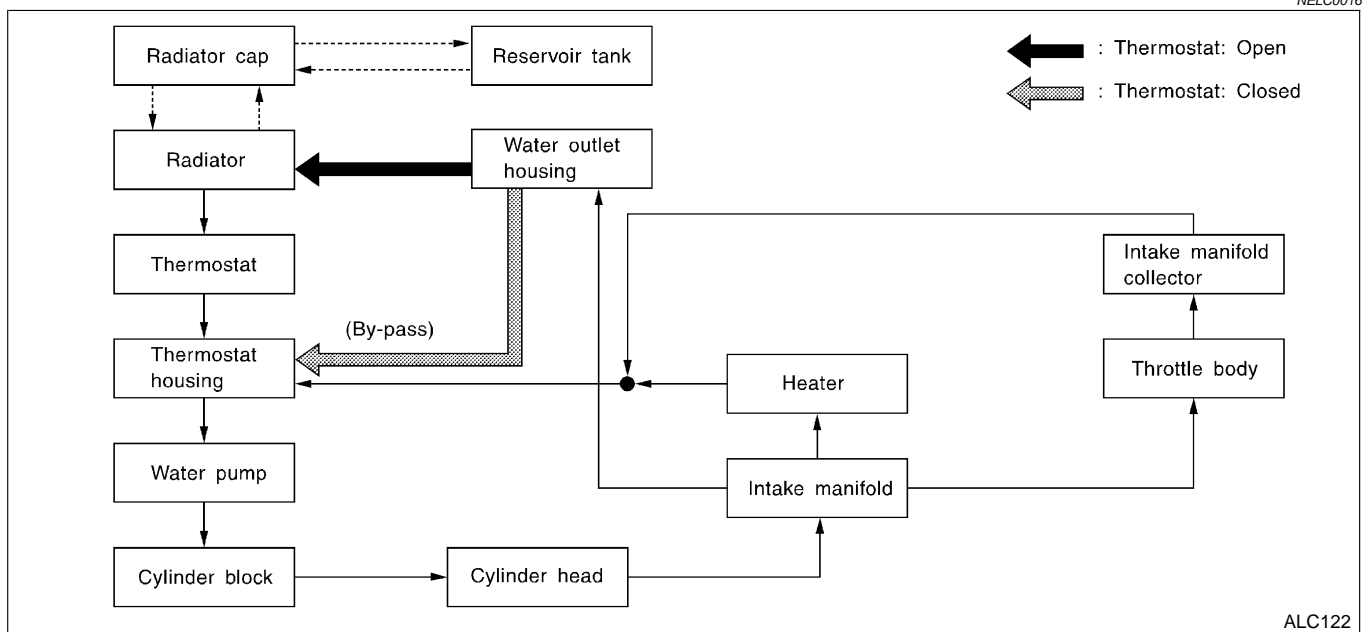 NELC0016
Radiator cap
Reservoir tank
: Thermostat: Open
: Thermostat: Closed
Radiator
Water outlet
housing
Thermostat
Intake manifold
collector
(By-pass)
Thermostat
housing
Heater
Throttle body
Water pump
Intake manifold
Cylinder block
Cylinder head
ALC122